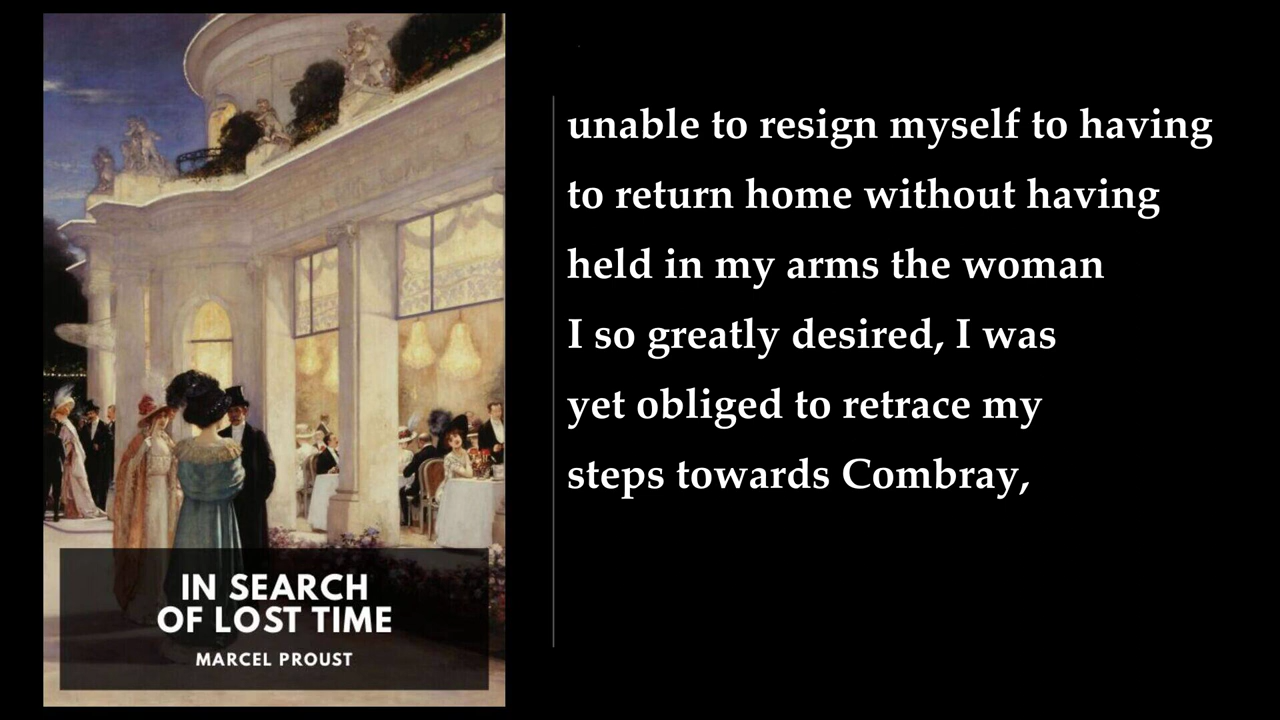 IN SEARCH
OF LOST TIME
MARCEL PROUST
unable to resign myself to having
to return home without having
held in my arms the woman
I so greatly desired, I was
yet obliged to retrace my
steps towards Combray,